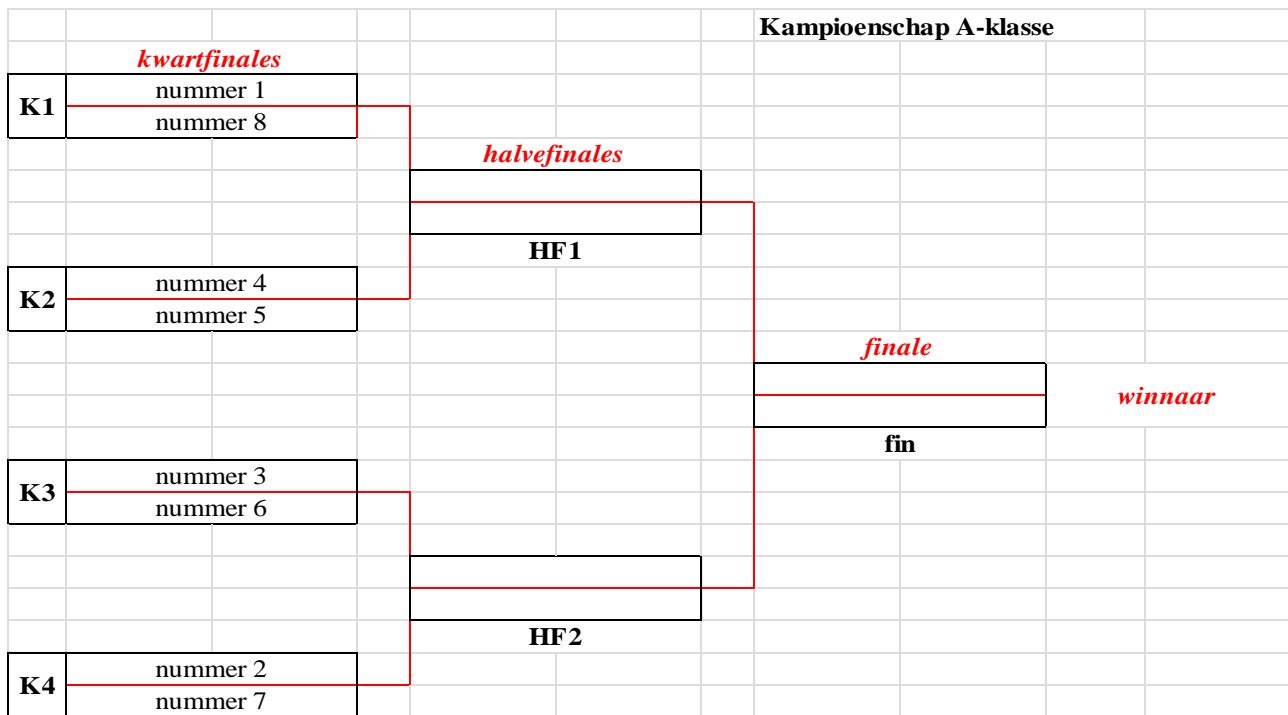 Kampioenschap A-klasse
kwartfinales
K1
nummer 1
nummer 8
halvefinales
HF1
K2
nummer 4
nummer 5
finale
winnaar
fin
K3
nummer 3
nummer 6
HF2
K4
nummer 2
nummer 7